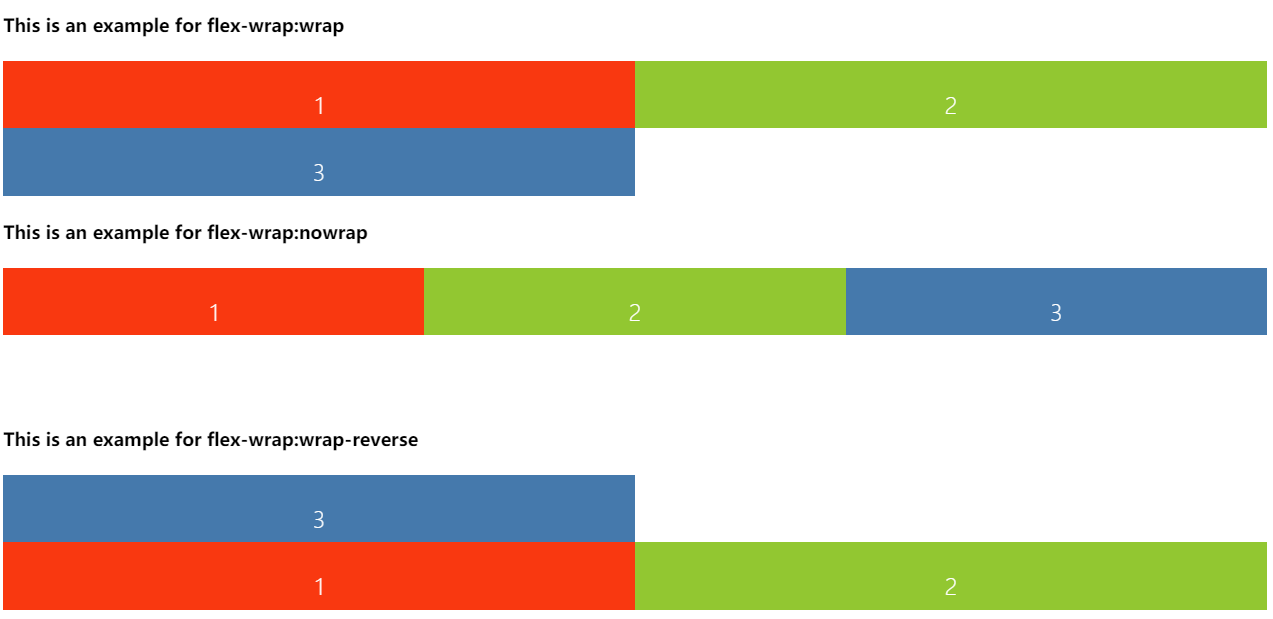 This is an example for flex-wrap:wrap
1 2
3
This is an example for flex-wrap:nowrap
1 2 3
This is an example for flex-wrap:wrap-reverse
3
1 2